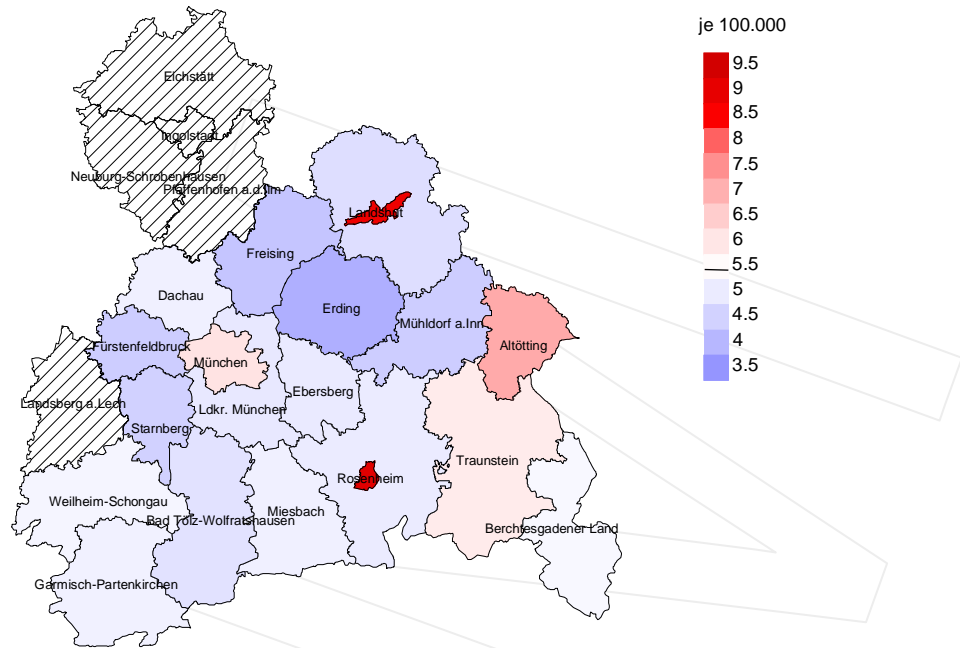 je 100.000
9.5
9
8.5
8
7.5
7
6.5
6
5.5
5
4.5
4
3.5
Eichstätt
Ingolstadt
Neuburg-Schrobenhausen
Pfaffenhofen a.d.Ilm
Landshut
Freising
Dachau
Erding
Mühldorf a.Inn
Fürstenfeldbruck
Altötting
München
Ebersberg
Landsberg a.Lech
Ldkr. München
Starnberg
Traunstein
Rosenheim
Weilheim-Schongau
Miesbach
Bad Tölz-Wolfratshausen
Berchtesgadener Land
Garmisch-Partenkirchen